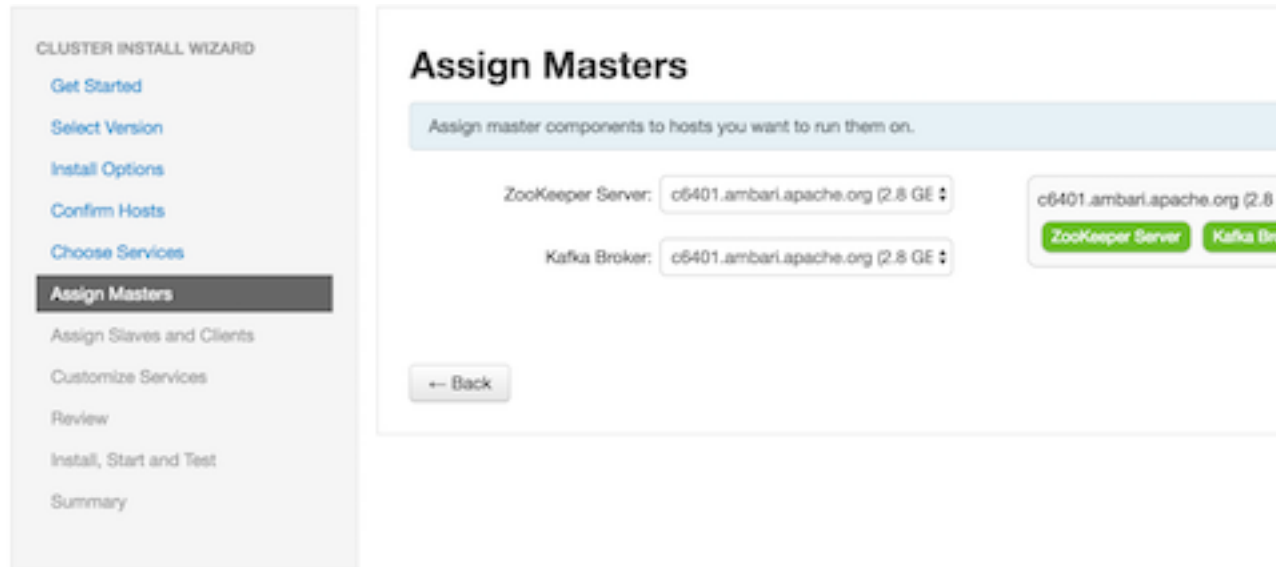 CLUSTER INSTALL WIZARD
Get Started
Select Version
Install Options
Confirm Hosts
Choose Services
Assign Masters
Assign Slaves and Clients
Customize Services
Review
Install, Start and Test
Summary
Assign Masters
Assign master components to hosts you want to run them on.
ZooKeeper Server: c6401.ambari.apache.org (2.8 GE
Kafka Broker: c6401.ambari.apache.org (2.8 GE
c6401.ambari.apache.org (2.8
ZooKeeper Server Kafka Br
← Back